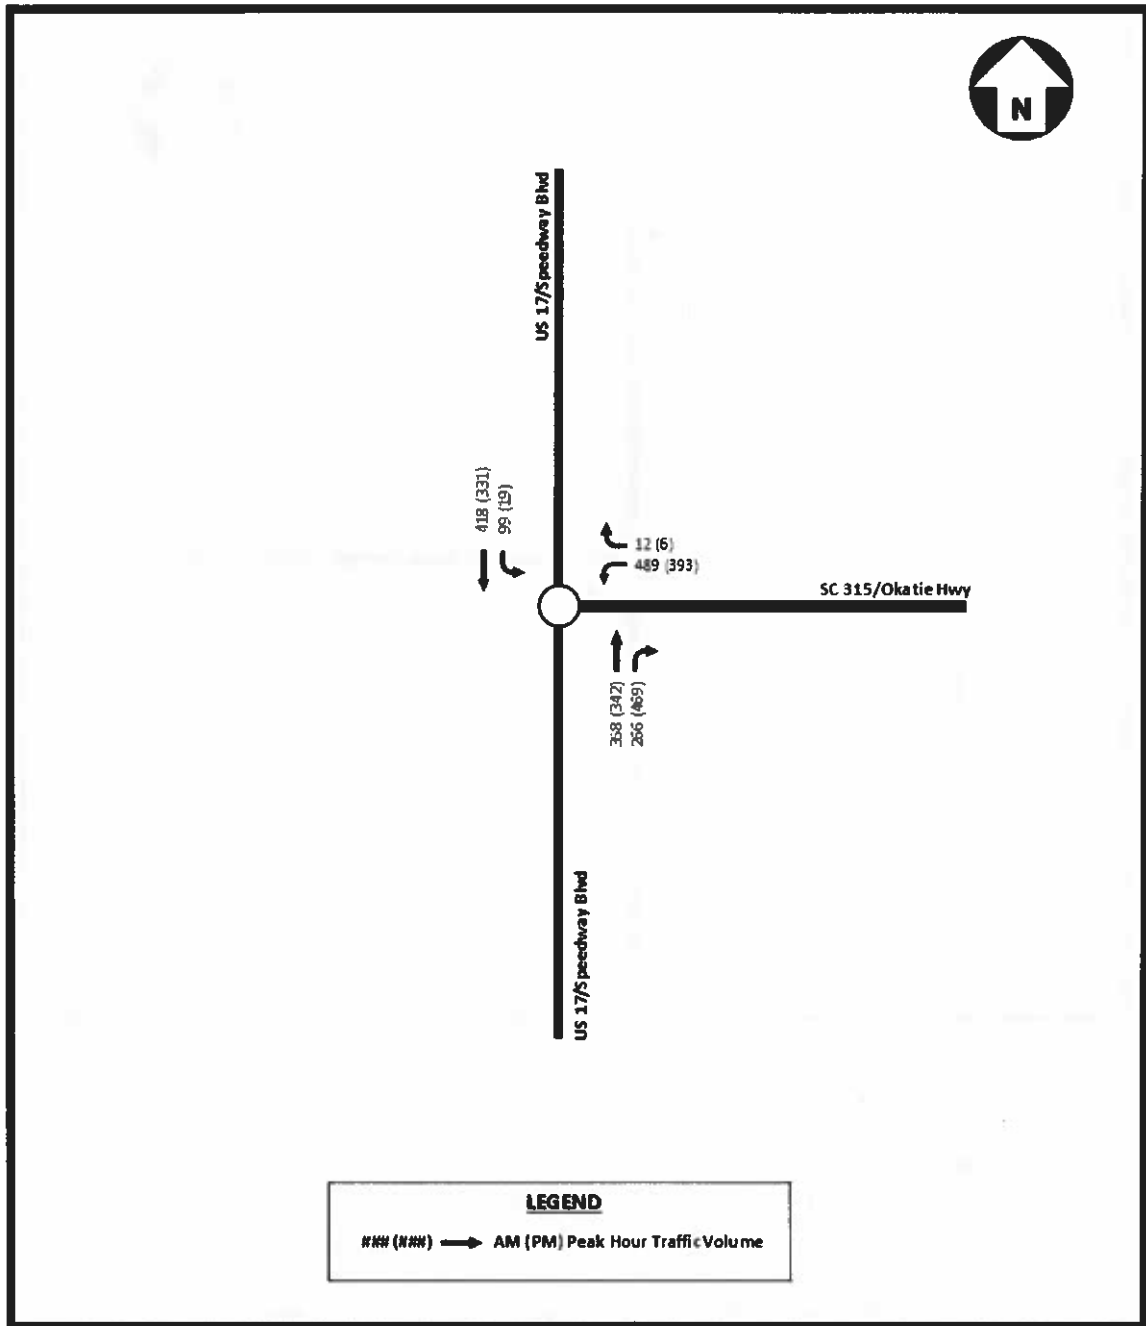 N
US 17/Speedway Blvd
418 (331)
99 (19)
12 (6)
489 (393)
SC 315/Okatie Hwy
368 (342)
266 (469)
US 17/Speedway Blvd
LEGEND
### (###) AM (PM) Peak Hour Traffic Volume